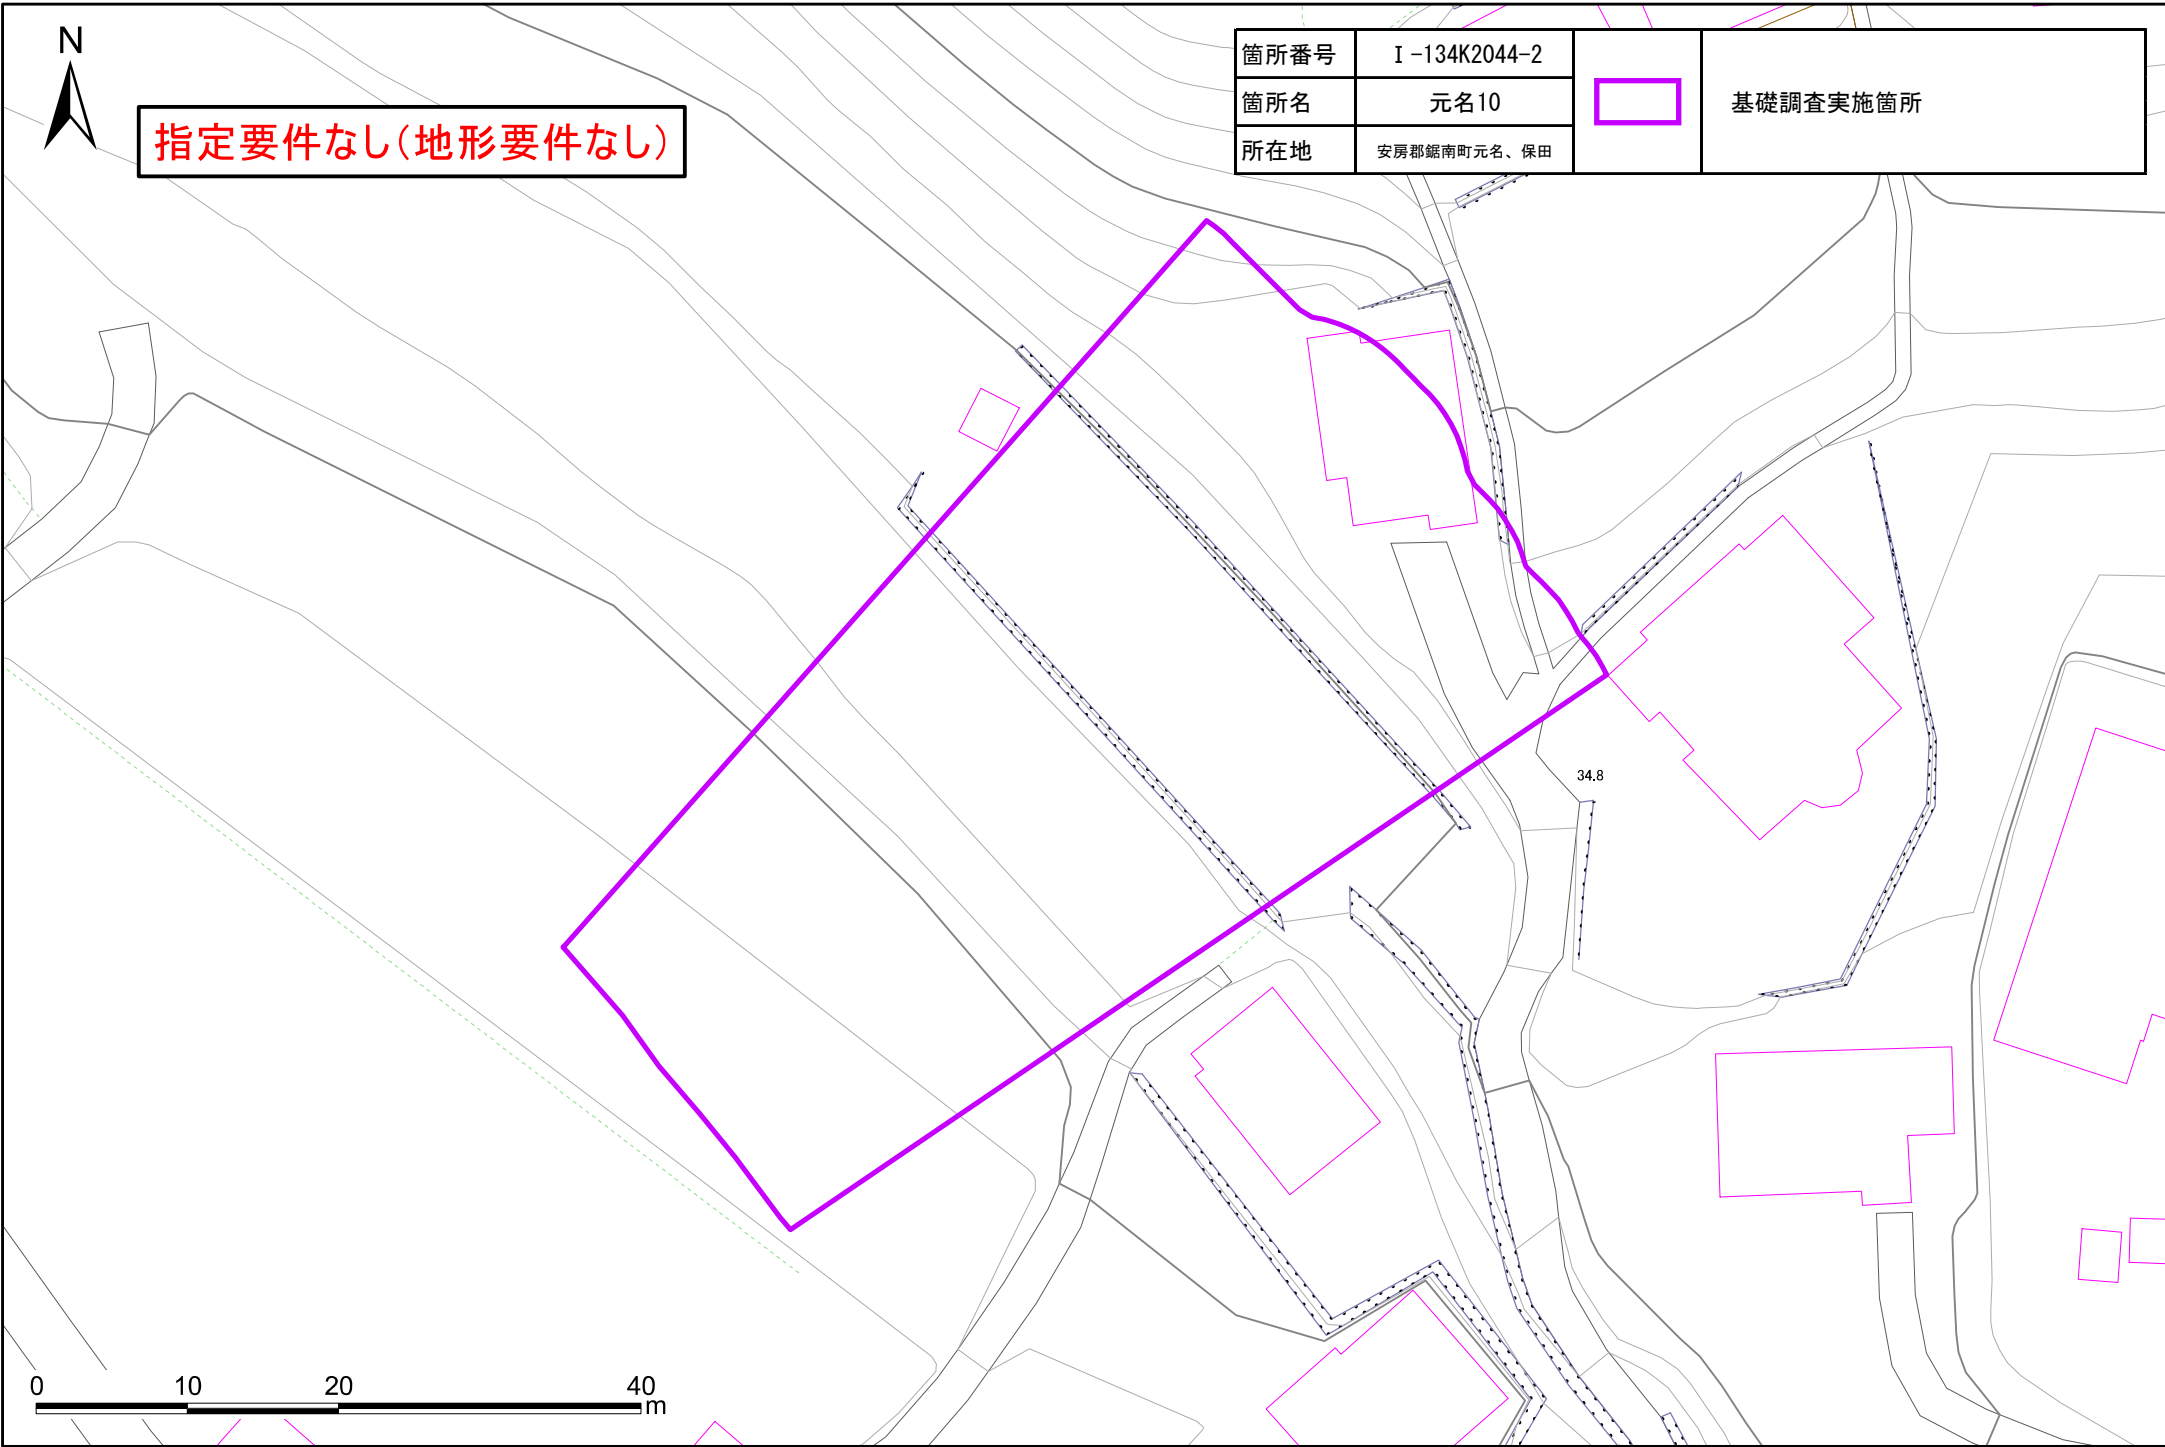 N
指定要件なし(地形要件なし)
箇所番号 Ⅰ-134K2044-2
箇所名 元名10
所在地 安房郡鋸南町元名、保田
基礎調査実施箇所
34.8
0 10 20 40
m